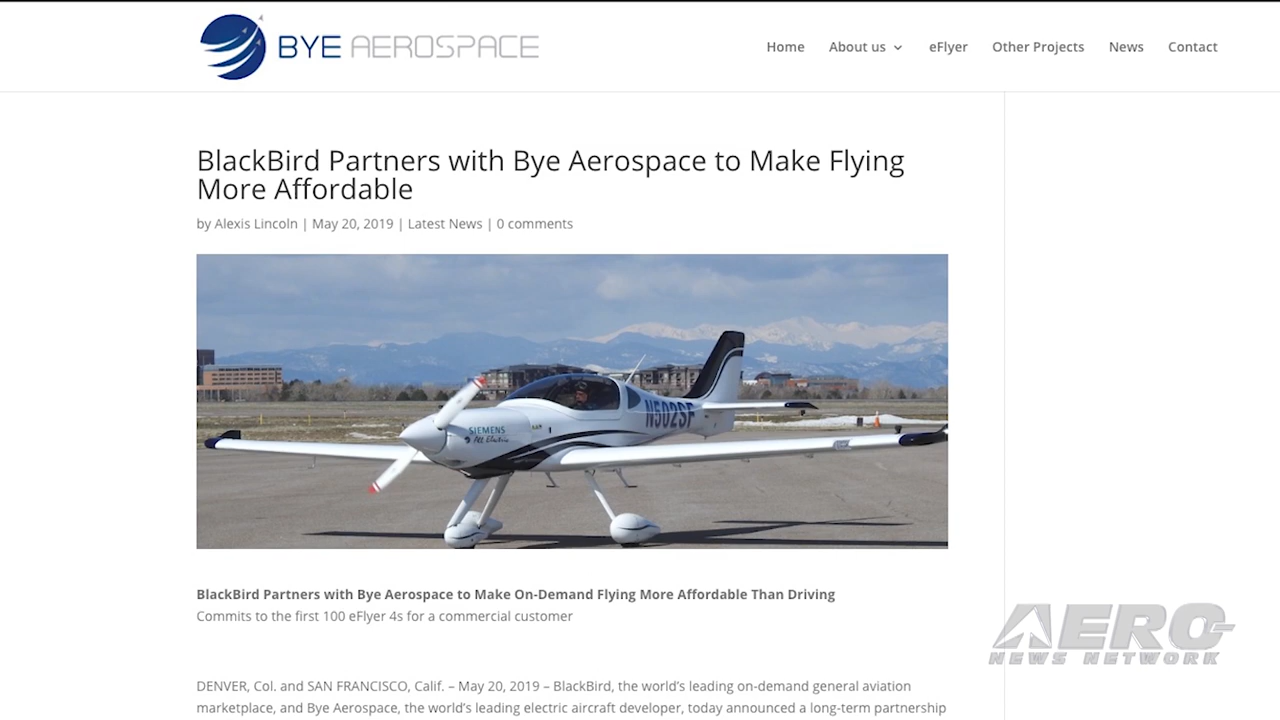 BYE AEROSPACE
Home About us eFlyer Other Projects News Contact
BlackBird Partners with Bye Aerospace to Make Flying
More Affordable
by Alexis Lincoln | May 20, 2019 | Latest News | 0 comments
SIEMENS
All Electric
N502SF
BlackBird Partners with Bye Aerospace to Make On-Demand Flying More Affordable Than Driving
Commits to the first 100 eFlyer 4s for a commercial customer
AERO
NEWS NETWORK
DENVER, Col. and SAN FRANCISCO, Calif. – May 20, 2019 – BlackBird, the world’s leading on-demand general aviation
marketplace, and Bye Aerospace, the world’s leading electric aircraft developer, today announced a long-term partnership